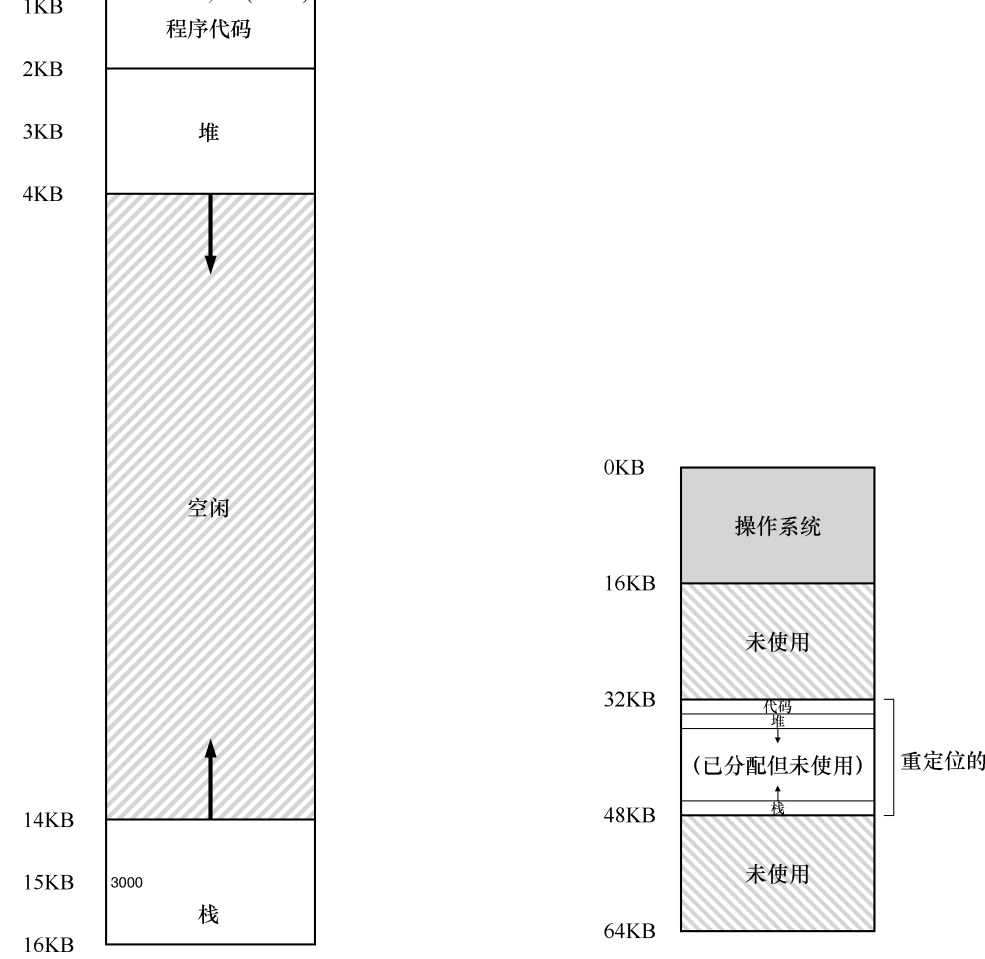 1KB
程序代码
2KB
3KB
堆
4KB
空闲
14KB
15KB
3000
栈
16KB
0KB
操作系统
16KB
未使用
32KB
代码
堆
(已分配但未使用)
重定位的
栈
48KB
未使用
64KB